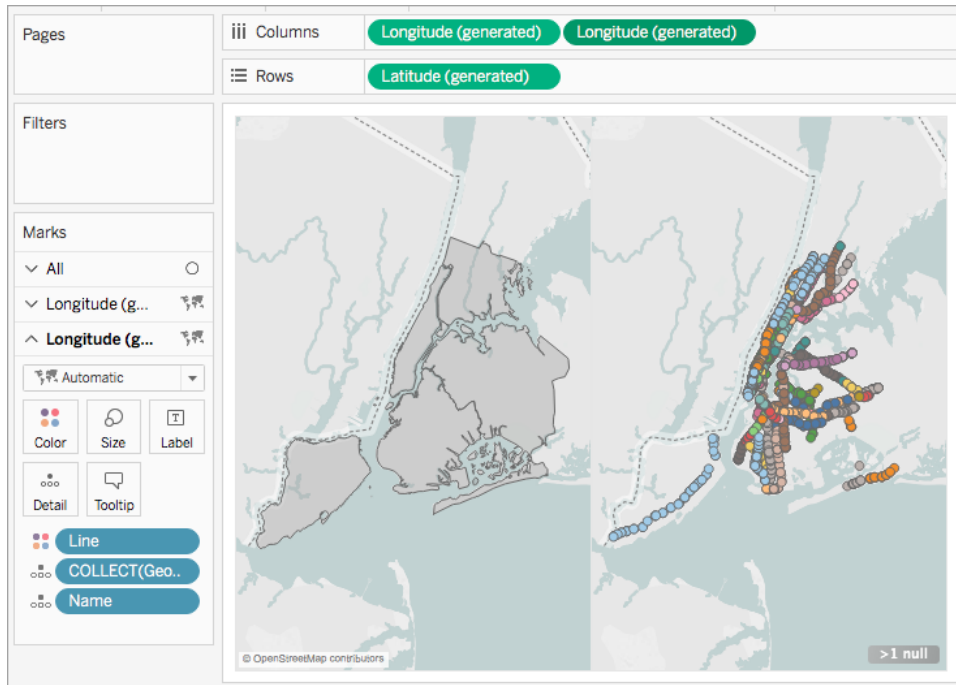 Pages
iii Columns
Longitude (generated)
Longitude (generated)
Rows
Latitude (generated)
Filters
Marks
All
Longitude (g...
Longitude (g...
Automatic
Color
Size
T
Label
Detail
Tooltip
Line
COLLECT(Geo..
Name
© OpenStreetMap contributors
>1 null